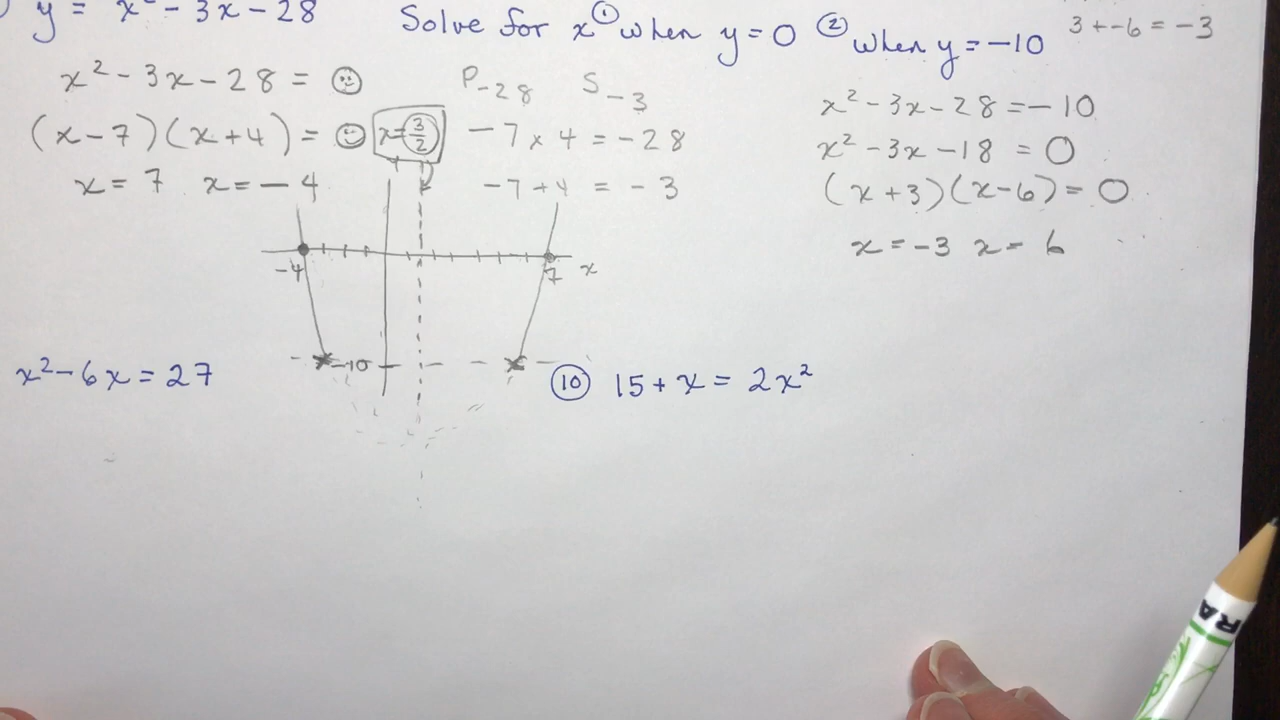 y = x² - 3x - 28 Solve for x ① when y = 0 ② when y = -10
3 + -6 = -3
x² - 3x - 28 = ☺
P -28 S -3
(x - 7)(x + 4) = ☺
x = 3/2
-7 × 4 = -28
x = 7 x = -4
-7 + 4 = -3
x² - 3x - 28 = -10
x² - 3x - 18 = 0
(x + 3)(x - 6) = 0
x = -3 x = 6
-4
7 x
-10
x² - 6x = 27
⑩ 15 + x = 2x²
RA